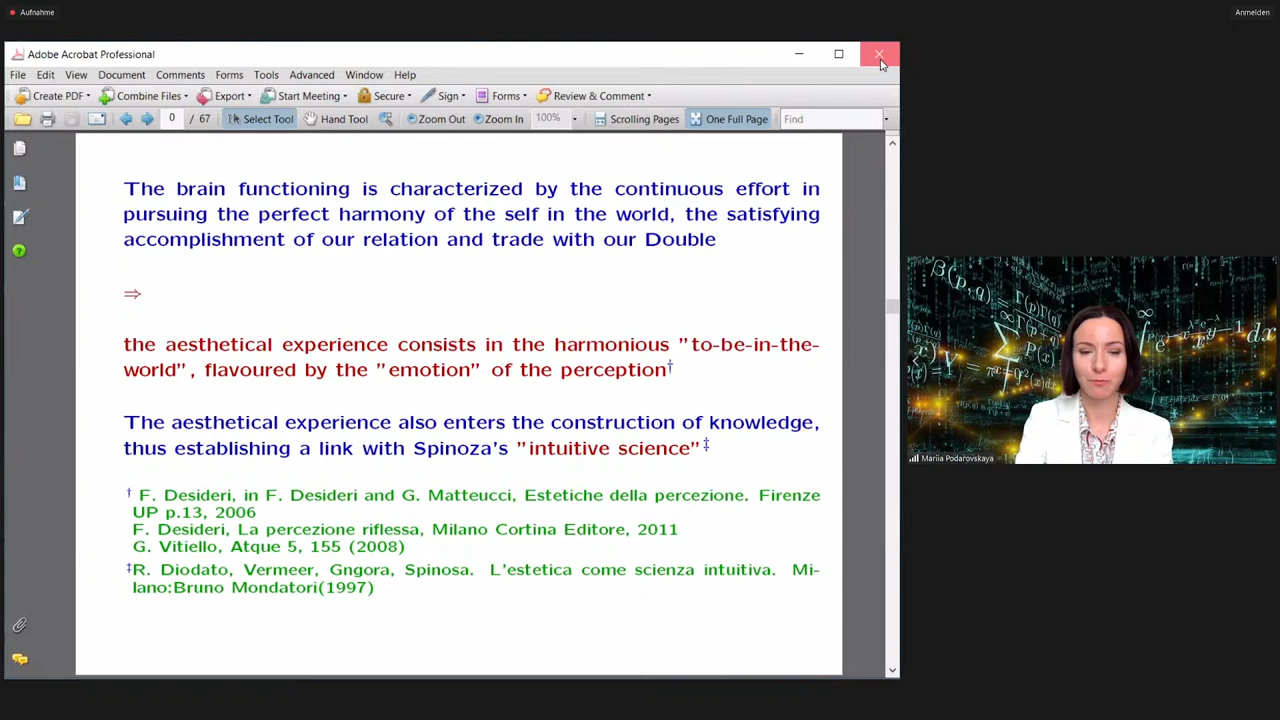 Aufnahme
Anmelden
Adobe Acrobat Professional
File Edit View Document Comments Forms Tools Advanced Window Help
Create PDF Combine Files Export Start Meeting Secure Sign Forms Review & Comment
0 / 67 Select Tool Hand Tool Zoom Out Zoom In 100% Scrolling Pages One Full Page Find
The brain functioning is characterized by the continuous effort in
pursuing the perfect harmony of the self in the world, the satisfying
accomplishment of our relation and trade with our Double
⇒
the aesthetical experience consists in the harmonious "to-be-in-the-
world", flavoured by the "emotion" of the perception†
The aesthetical experience also enters the construction of knowledge,
thus establishing a link with Spinoza's "intuitive science"‡
† F. Desideri, in F. Desideri and G. Matteucci, Estetiche della percezione. Firenze
UP p.13, 2006
F. Desideri, La percezione riflessa, Milano Cortina Editore, 2011
G. Vitiello, Atque 5, 155 (2008)
‡R. Diodato, Vermeer, Gngora, Spinosa. L'estetica come scienza intuitiva. Mi-
lano:Bruno Mondatori(1997)
β(p,q)
Mariia Podarovskaya